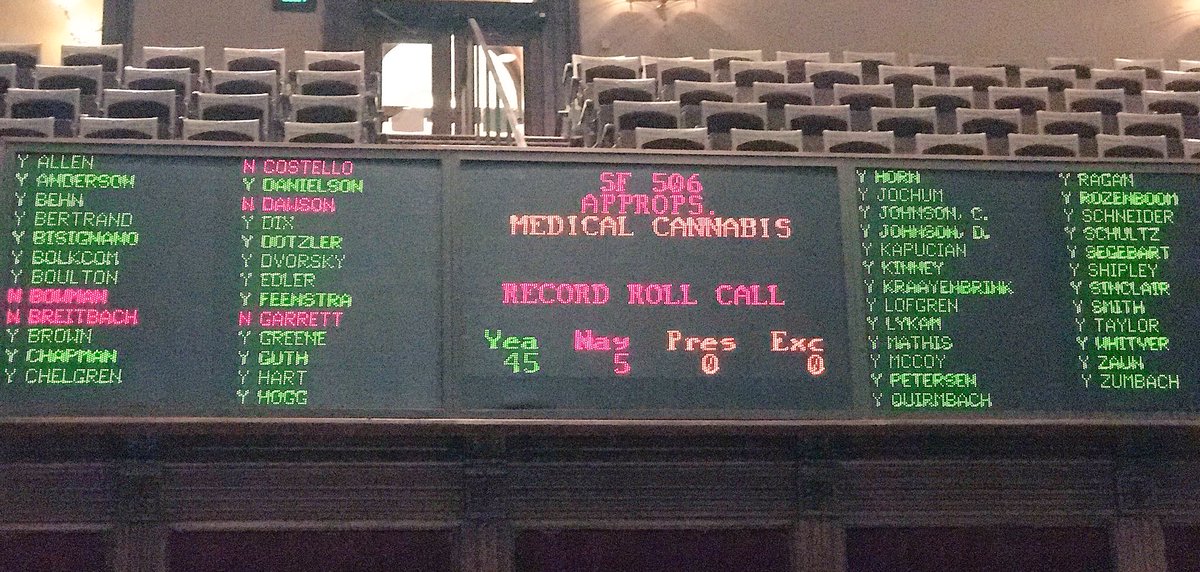 Y ALLEN
Y ANDERSON
Y BEHN
Y BERTRAND
Y BISIGNANO
Y BOLKCOM
Y BOULTON
N BOWMAN
N BREITBACH
Y BROWN
Y CHAPMAN
Y CHELGREN
N COSTELLO
Y DANIELSON
N DAWSON
Y DIX
Y DOTZLER
Y DVORSKY
Y EDLER
Y FEENSTRA
N GARRETT
Y GREENE
Y GUTH
Y HART
Y HOGG
SF 506
APPROPS.
MEDICAL CANNABIS
RECORD ROLL CALL
Yea Nay Pres Exc
45 5 0 0
Y HORN
Y JOCHUM
Y JOHNSON, C.
Y JOHNSON, D.
Y KAPUCIAN
Y KINNEY
Y KRAAYENBRINK
Y LOFGREN
Y LYKAM
Y MATHIS
Y MCCOY
Y PETERSEN
Y QUIRMBACH
Y RAGAN
Y ROZENBOOM
Y SCHNEIDER
Y SCHULTZ
Y SEGEBART
Y SHIPLEY
Y SINCLAIR
Y SMITH
Y TAYLOR
Y WHITVER
Y ZAUN
Y ZUMBACH